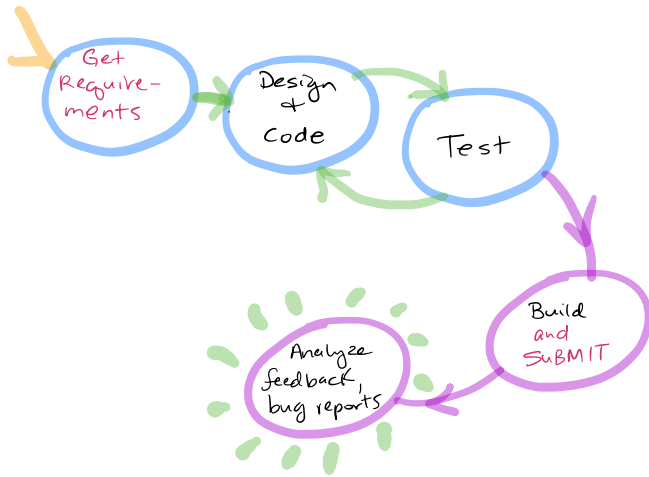 Get
Require-
ments
Design
&
Code
Test
Build
and
SUBMIT
Analyze
feedback,
bug reports